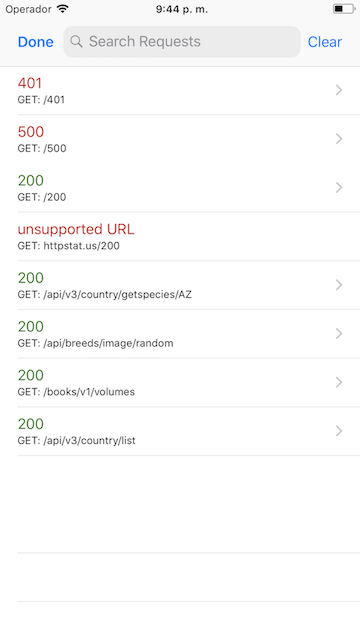 Operador 9:44 p. m.
Done Search Requests Clear
401
GET: /401
500
GET: /500
200
GET: /200
unsupported URL
GET: httpstat.us/200
200
GET: /api/v3/country/getspecies/AZ
200
GET: /api/breeds/image/random
200
GET: /books/v1/volumes
200
GET: /api/v3/country/list